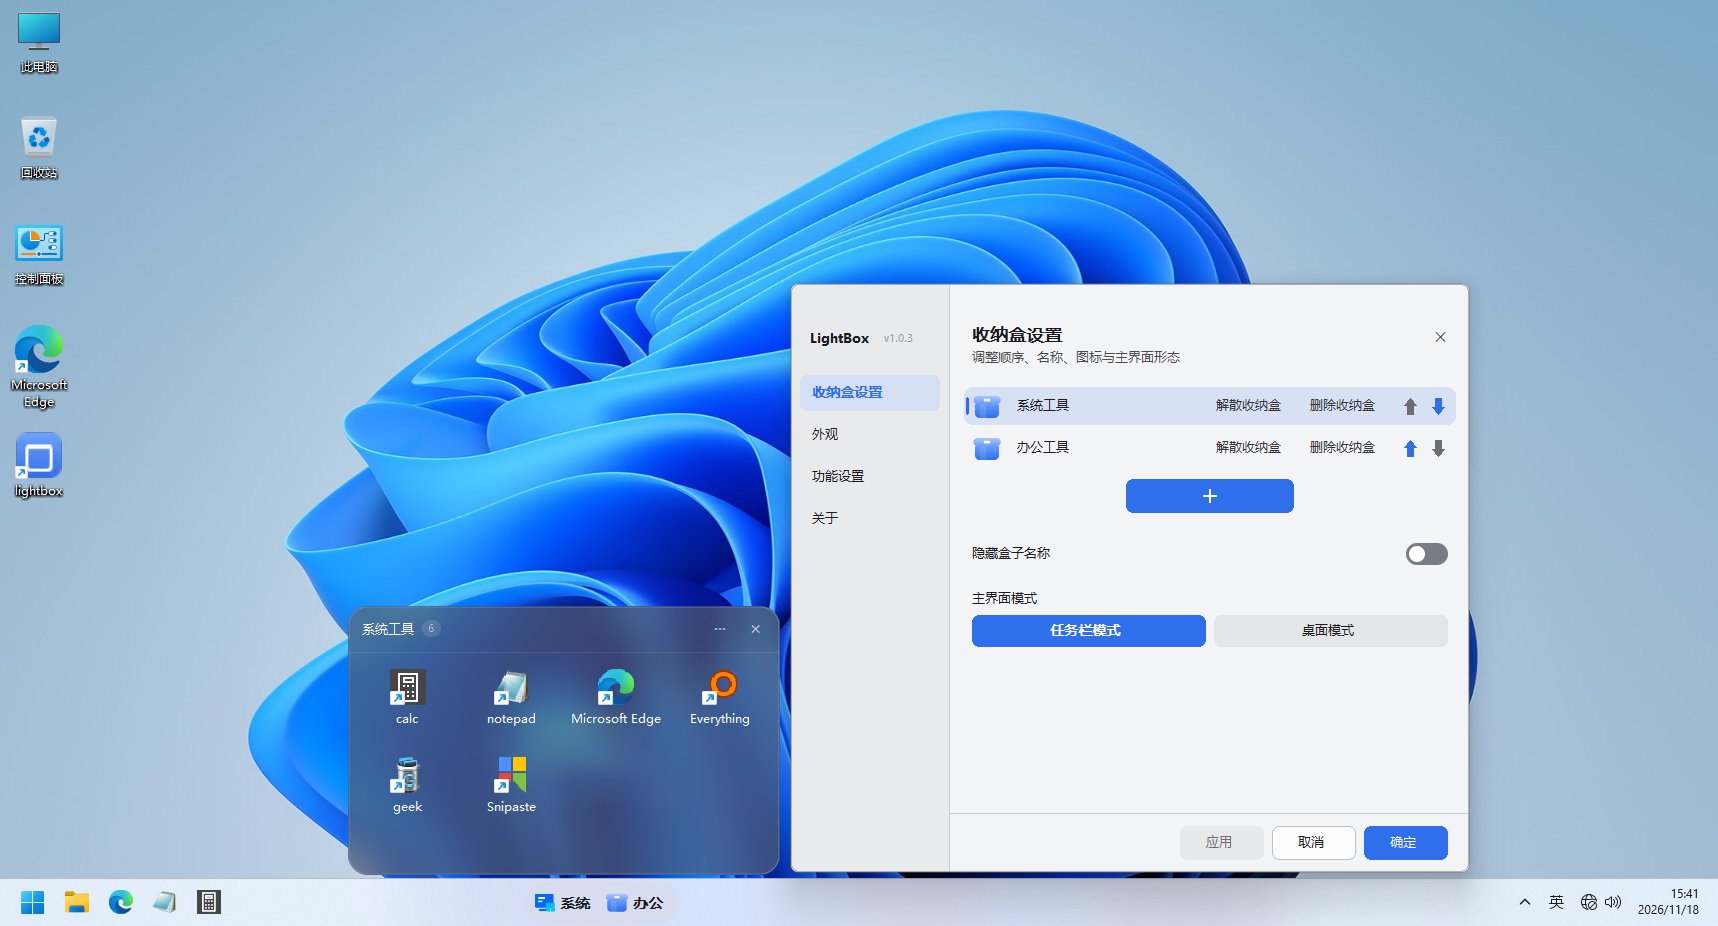 此电脑
回收站
控制面板
Microsoft
Edge
lightbox
LightBox v1.0.3
收纳盒设置
外观
功能设置
关于
收纳盒设置
调整顺序、名称、图标与主界面形态
系统工具 解散收纳盒 删除收纳盒
办公工具 解散收纳盒 删除收纳盒
隐藏盒子名称
主界面模式
任务栏模式 桌面模式
应用 取消 确定
系统工具 6
calc notepad Microsoft Edge Everything
geek Snipaste
系统 办公
英
15:41
2026/11/18